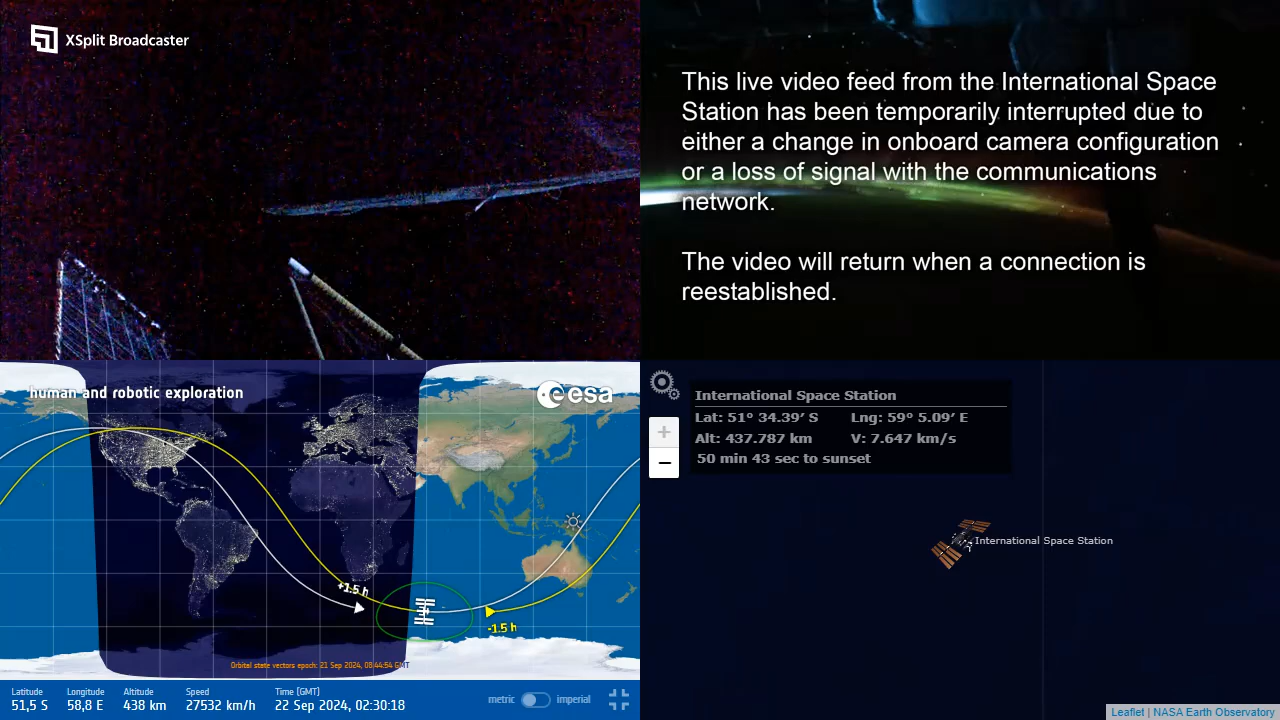 XSplit Broadcaster
This live video feed from the International Space
Station has been temporarily interrupted due to
either a change in onboard camera configuration
or a loss of signal with the communications
network.
The video will return when a connection is
reestablished.
human and robotic exploration
esa
+1.5 h
-1.5 h
Orbital state vectors epoch: 21 Sep 2024, 08:44:54 GMT
Latitude Longitude Altitude Speed Time (GMT)
51,5 S 58,8 E 438 km 27532 km/h 22 Sep 2024, 02:30:18
metric imperial
+
−
International Space Station
Lat: 51° 34.39’ S Lng: 59° 5.09’ E
Alt: 437.787 km V: 7.647 km/s
50 min 43 sec to sunset
International Space Station
Leaflet | NASA Earth Observatory